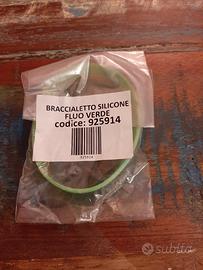 BRACCIALETTO SILICONE
FLUO VERDE
codice: 925914
925914
subito